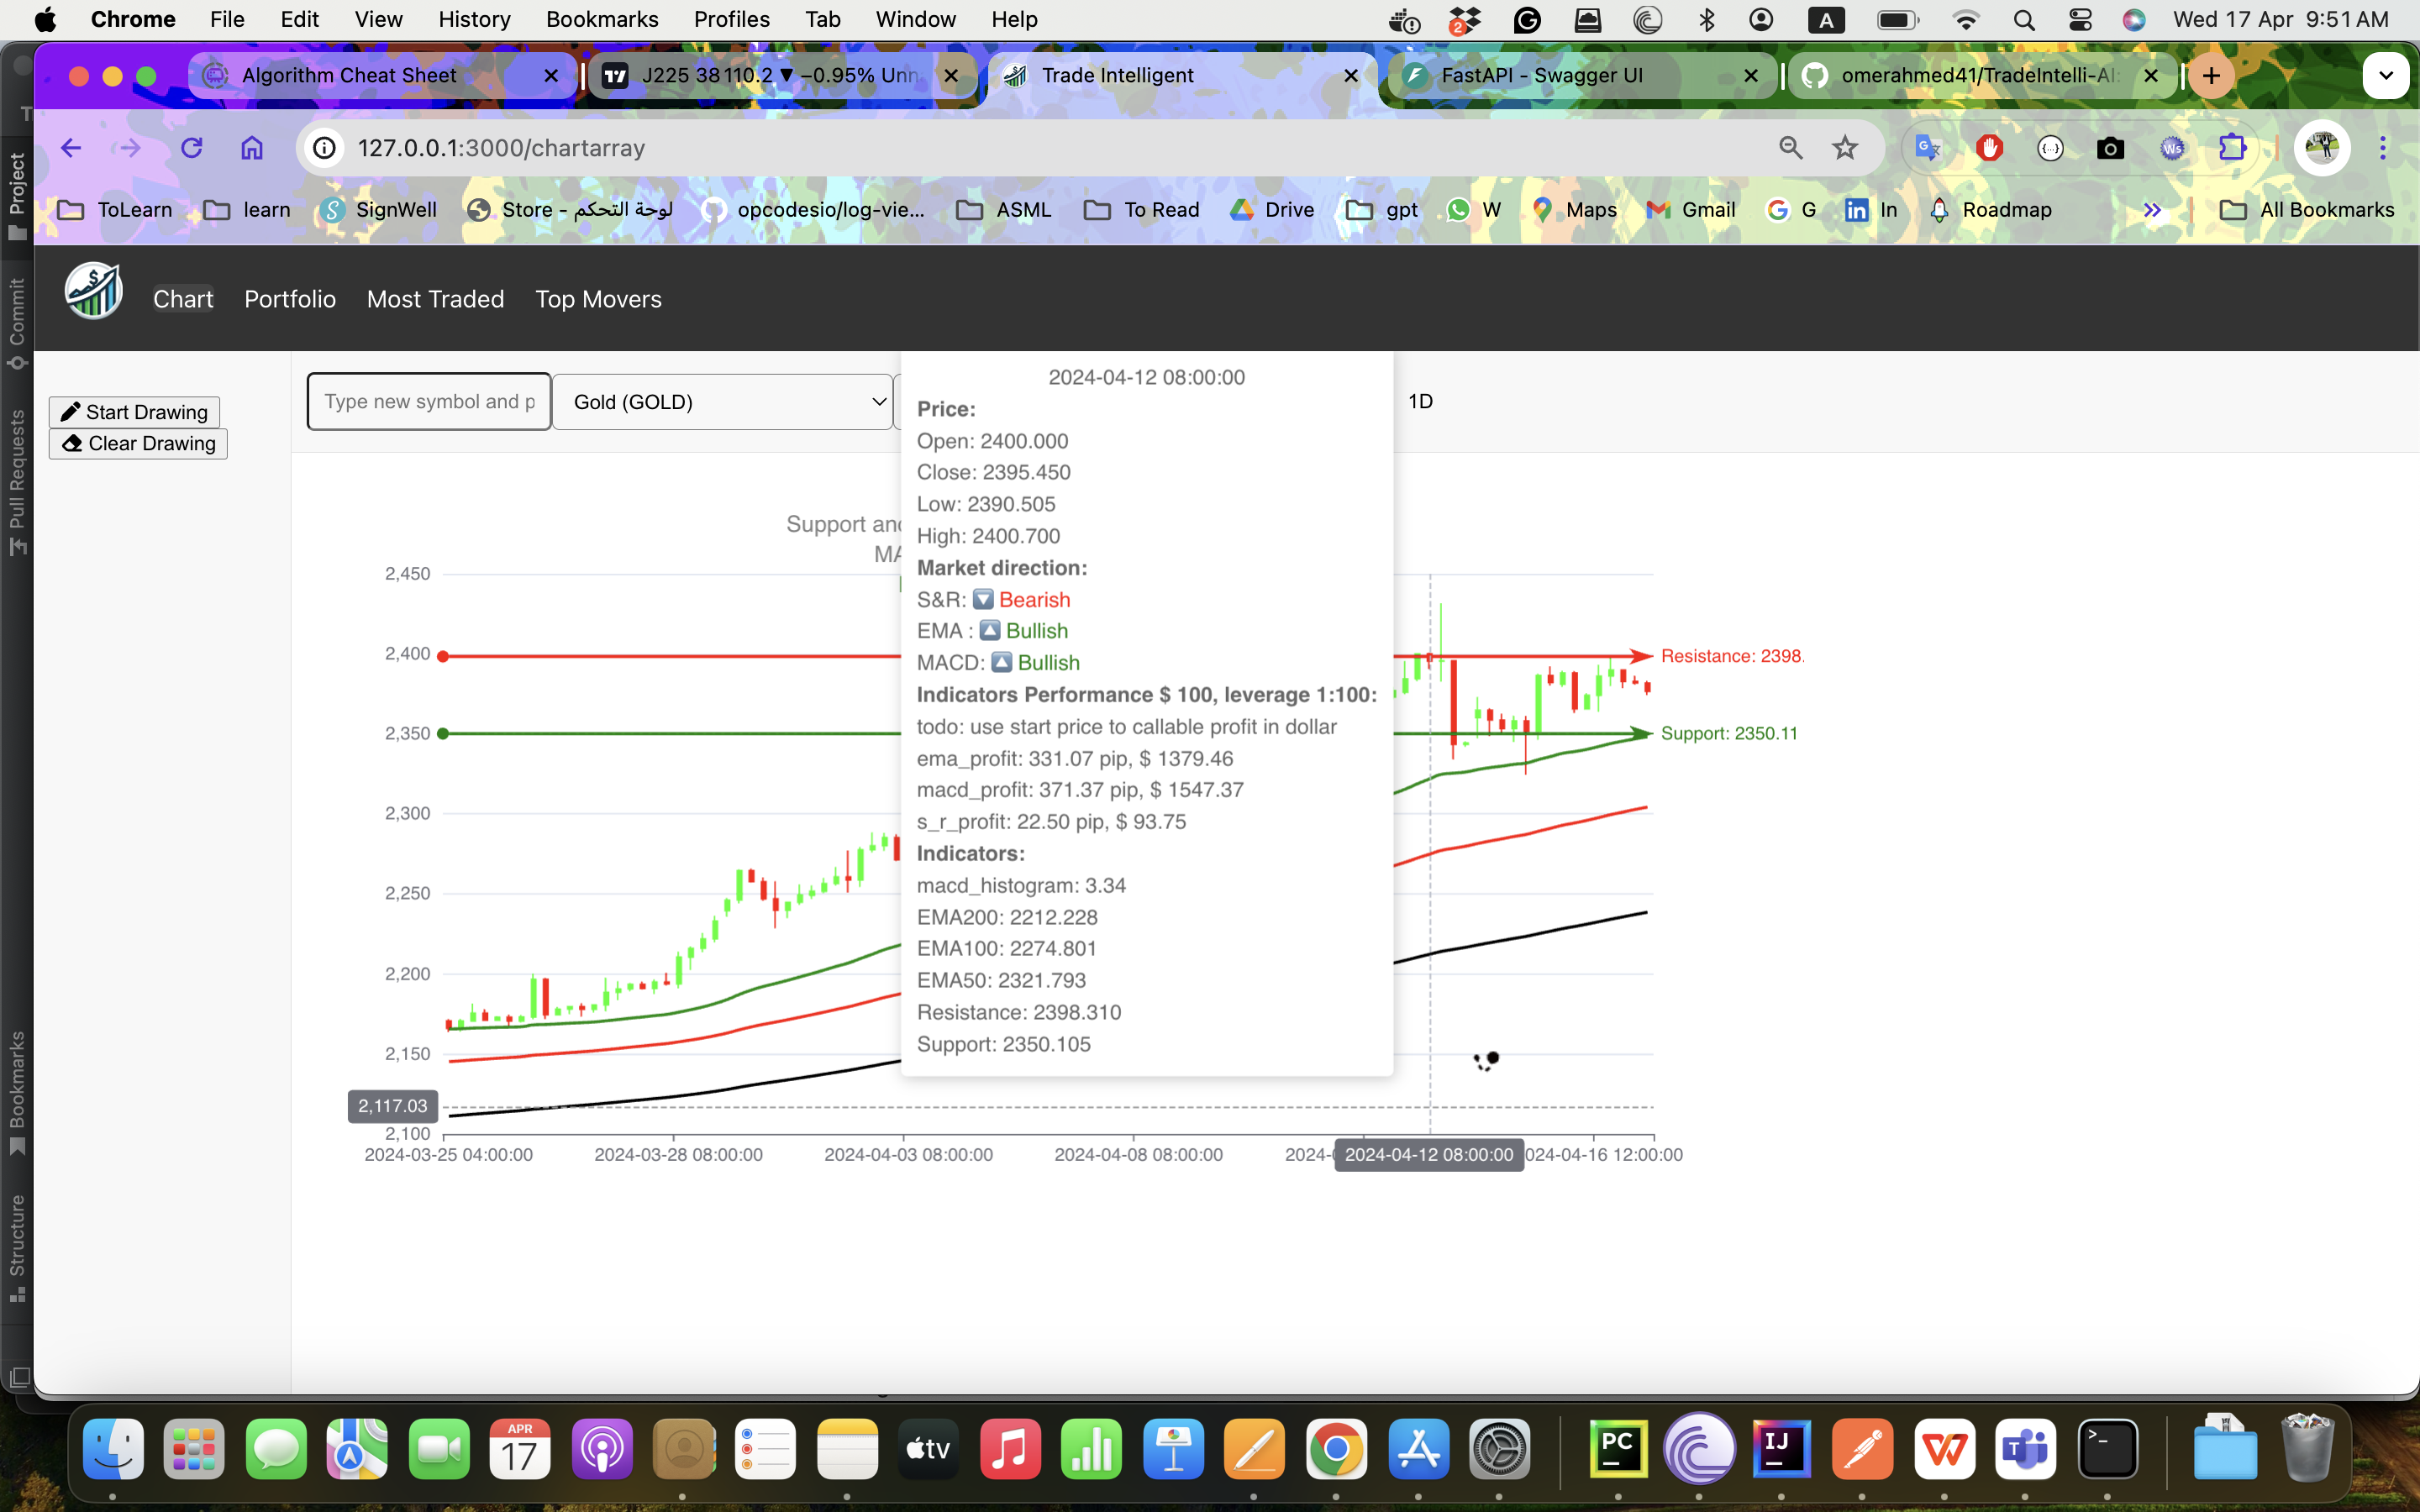 Chrome File Edit View History Bookmarks Profiles Tab Window Help 2 A Wed 17 Apr 9:51 AM
Algorithm Cheat Sheet J225 38 110.2 ▼ −0.95% Unn Trade Intelligent FastAPI - Swagger UI omerahmed41/TradeIntelli-AI:
127.0.0.1:3000/chartarray
ToLearn learn SignWell Store - لوحة التحكم opcodesio/log-vie... ASML To Read Drive gpt W Maps Gmail G In Roadmap All Bookmarks
Project
Commit
Pull Requests
Bookmarks
Structure
Chart Portfolio Most Traded Top Movers
Start Drawing
Clear Drawing
Type new symbol and p
Gold (GOLD)
1D
Support and
MA
2,450
2,400
2,350
2,300
2,250
2,200
2,150
2,117.03
2,100
2024-04-12 08:00:00
Price:
Open: 2400.000
Close: 2395.450
Low: 2390.505
High: 2400.700
Market direction:
S&R: 🔽 Bearish
EMA : 🔼 Bullish
MACD: 🔼 Bullish
Indicators Performance $ 100, leverage 1:100:
todo: use start price to callable profit in dollar
ema_profit: 331.07 pip, $ 1379.46
macd_profit: 371.37 pip, $ 1547.37
s_r_profit: 22.50 pip, $ 93.75
Indicators:
macd_histogram: 3.34
EMA200: 2212.228
EMA100: 2274.801
EMA50: 2321.793
Resistance: 2398.310
Support: 2350.105
Resistance: 2398.
Support: 2350.11
2024-03-25 04:00:00 2024-03-28 08:00:00 2024-04-03 08:00:00 2024-04-08 08:00:00 2024- 2024-04-12 08:00:00 024-04-16 12:00:00
APR
17
tv
PC
IJ
T